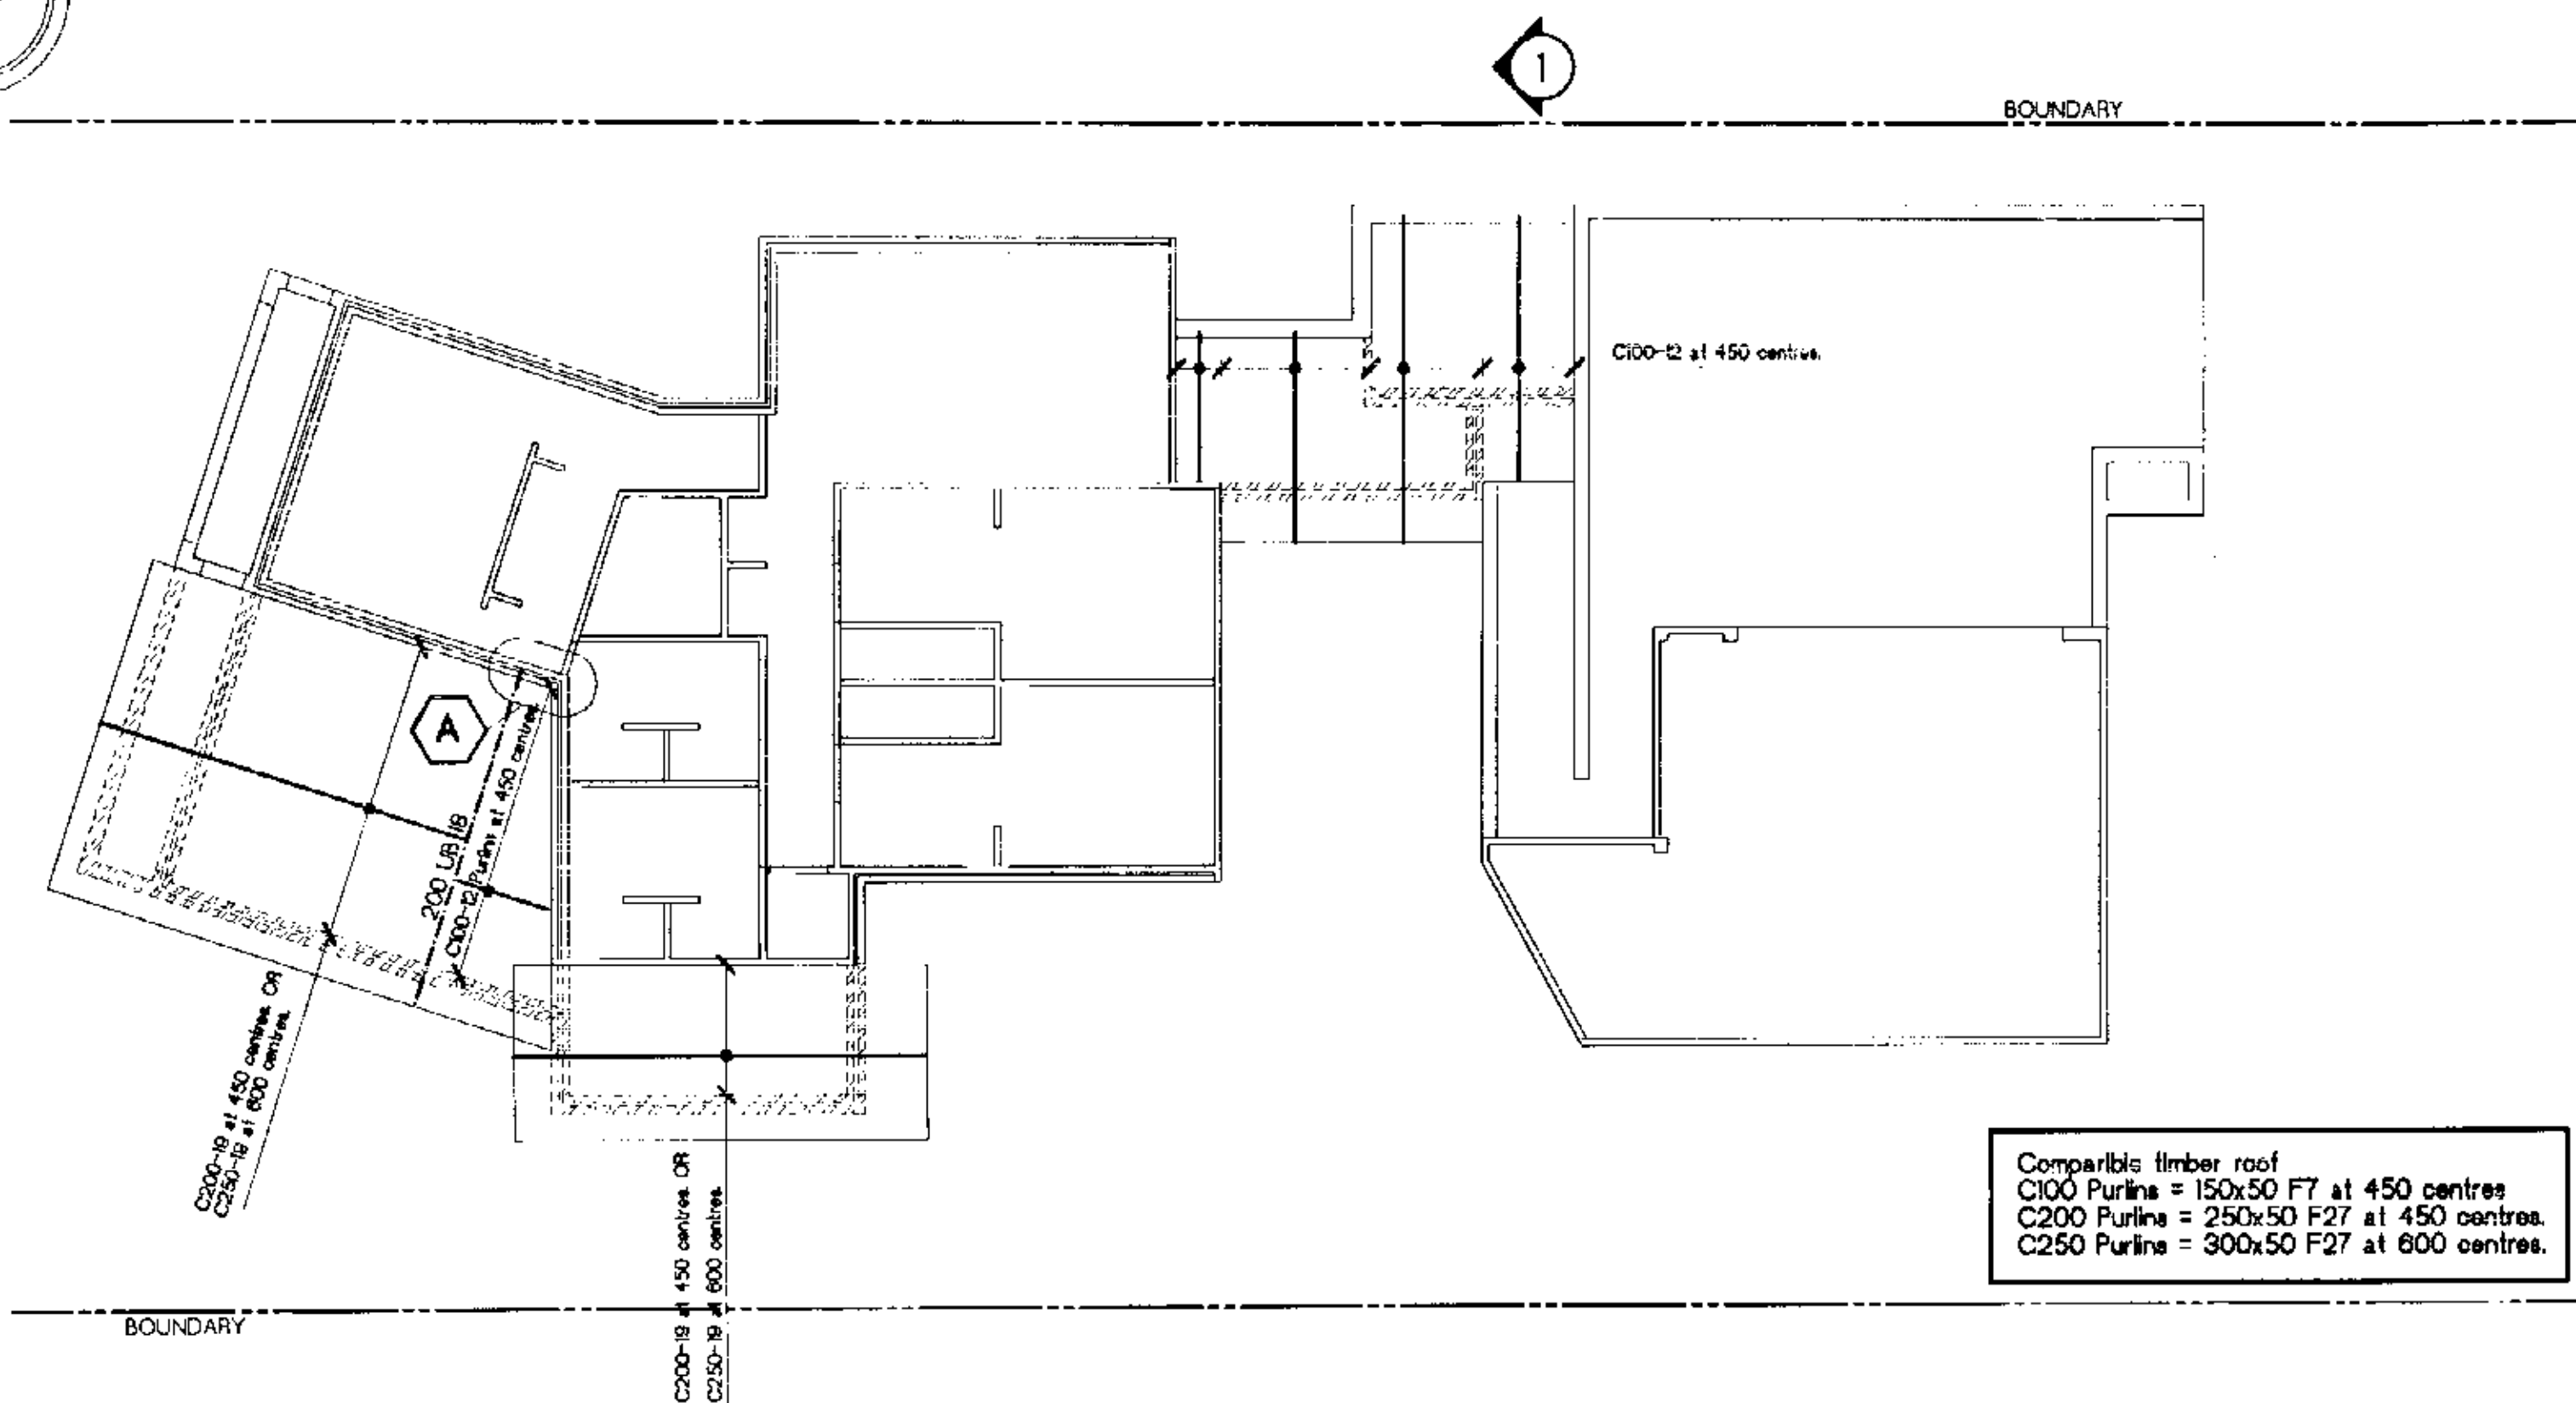 1
BOUNDARY
C100-12 at 450 centres.
A
200 UB 18
C100-12 Purlins at 450 centres.
C200-19 at 450 centres. OR
C250-19 at 600 centres.
C200-19 at 450 centres. OR
C250-19 at 600 centres.
Comparible timber roof
C100 Purlins = 150x50 F7 at 450 centres
C200 Purlins = 250x50 F27 at 450 centres.
C250 Purlins = 300x50 F27 at 600 centres.
BOUNDARY